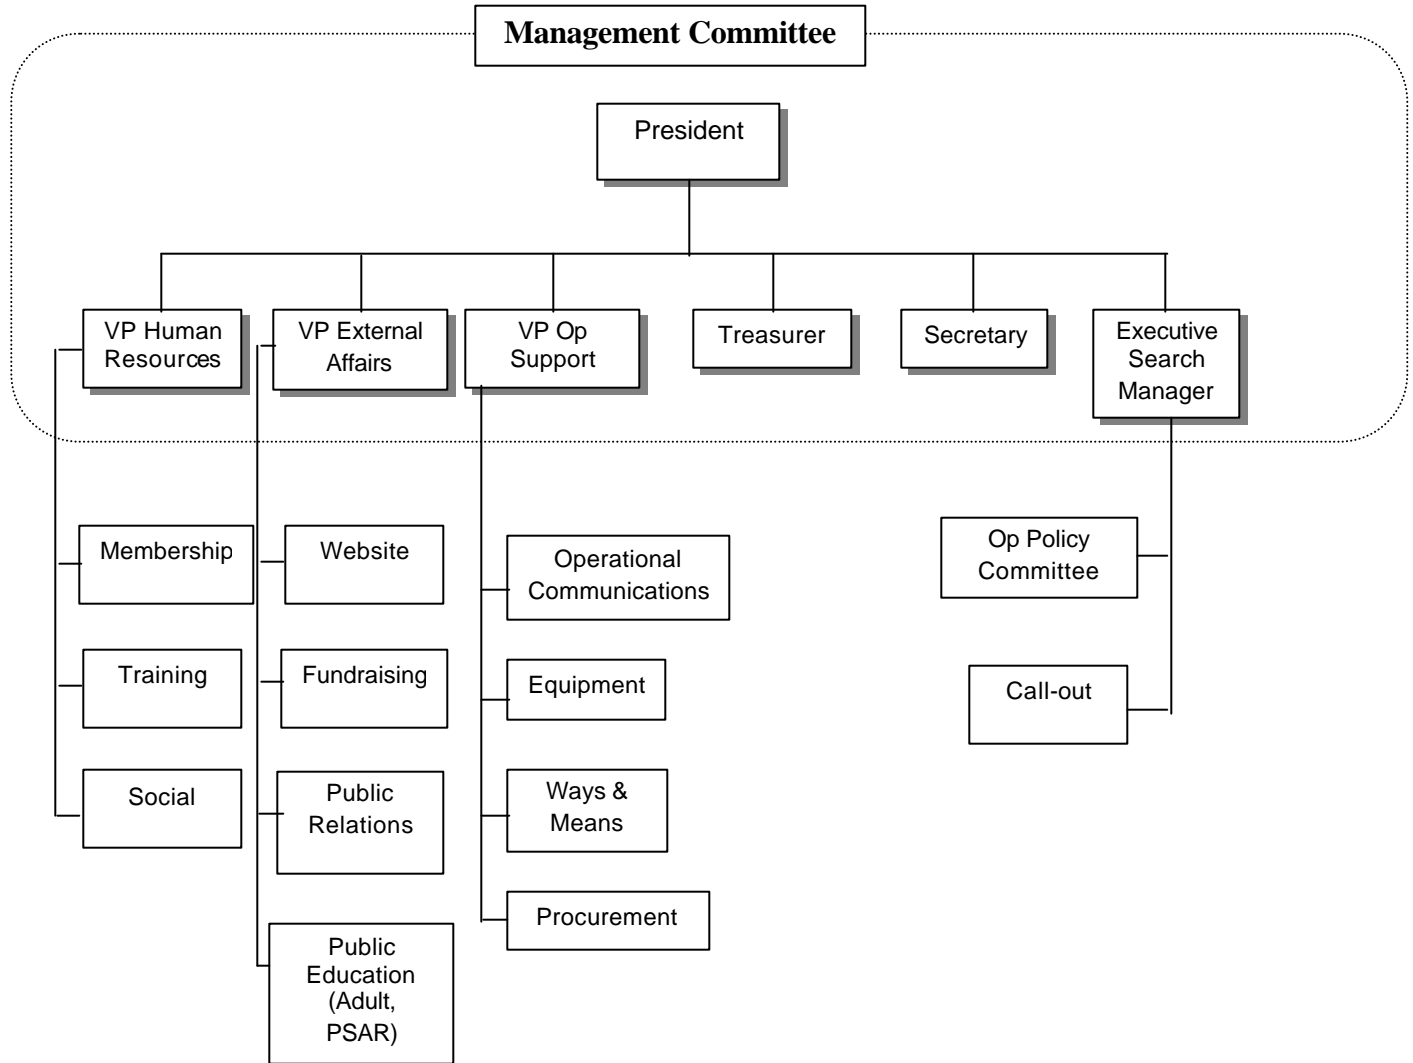 Management Committee
President
VP Human
Resources
VP External
Affairs
VP Op
Support
Treasurer
Secretary
Executive
Search
Manager
Membership
Website
Operational
Communications
Op Policy
Committee
Training
Fundraising
Equipment
Call-out
Social
Public
Relations
Ways &
Means
Procurement
Public
Education
(Adult,
PSAR)